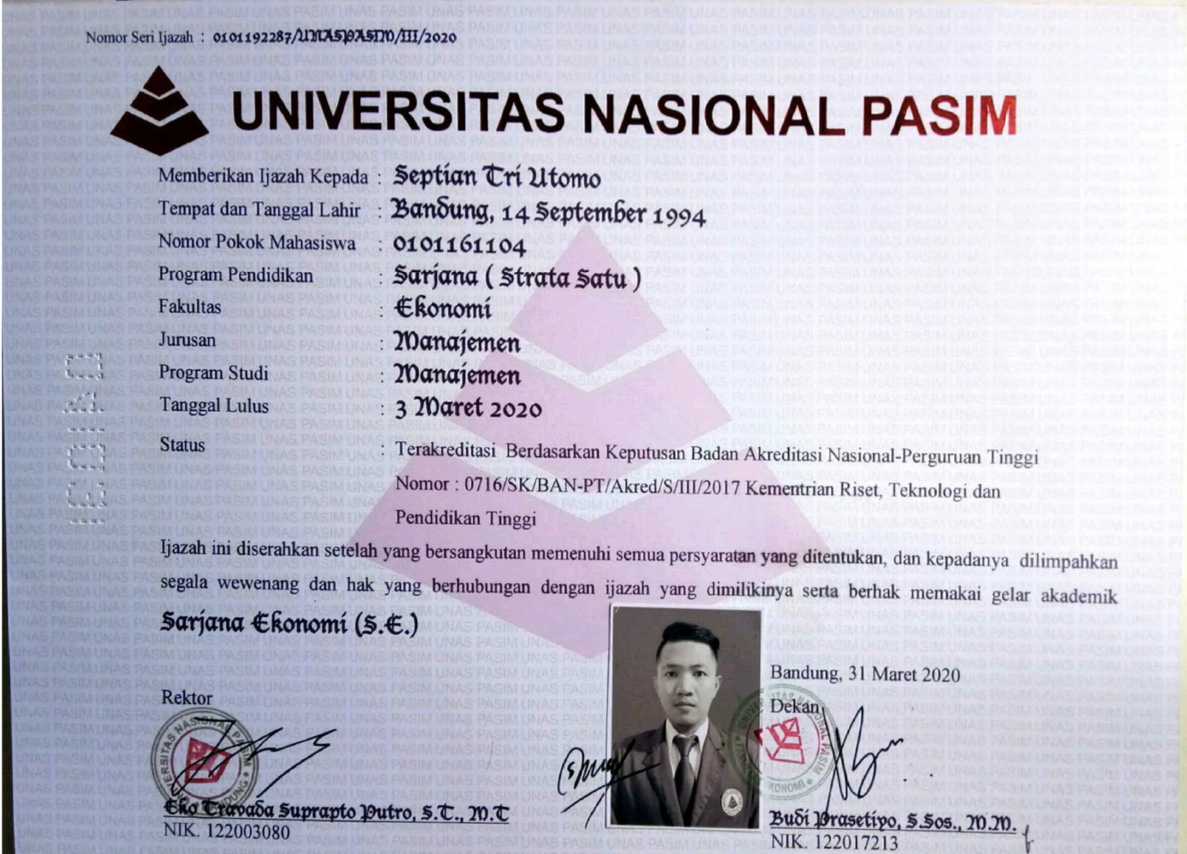 Nomor Seri Ijazah : 0101192287/UNASPASIM/III/2020
UNIVERSITAS NASIONAL PASIM
Memberikan Ijazah Kepada : Septian Tri Utomo
Tempat dan Tanggal Lahir : Bandung, 14 September 1994
Nomor Pokok Mahasiswa : 0101161104
Program Pendidikan : Sarjana ( Strata Satu )
Fakultas : Ekonomi
Jurusan : Manajemen
Program Studi : Manajemen
Tanggal Lulus : 3 Maret 2020
Status : Terakreditasi Berdasarkan Keputusan Badan Akreditasi Nasional-Perguruan Tinggi
Nomor : 0716/SK/BAN-PT/Akred/S/III/2017 Kementrian Riset, Teknologi dan
Pendidikan Tinggi
Ijazah ini diserahkan setelah yang bersangkutan memenuhi semua persyaratan yang ditentukan, dan kepadanya dilimpahkan
segala wewenang dan hak yang berhubungan dengan ijazah yang dimilikinya serta berhak memakai gelar akademik
Sarjana Ekonomi (S.E.)
Bandung, 31 Maret 2020
Rektor
Dekan
Eko Travada Suprapto Putro, S.T., M.T
NIK. 122003080
Budi Prasetiyo, S.Sos., M.M.
NIK. 122017213